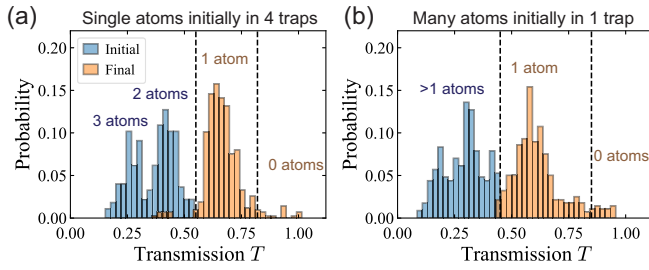 (a) Single atoms initially in 4 traps
Probability
0.20
0.15
0.10
0.05
0.00
Initial
Final
1 atom
2 atoms
3 atoms
0 atoms
0.00 0.25 0.50 0.75 1.00
Transmission T
(b) Many atoms initially in 1 trap
Probability
0.20
0.15
0.10
0.05
0.00
1 atom
>1 atoms
0 atoms
0.00 0.25 0.50 0.75 1.00
Transmission T